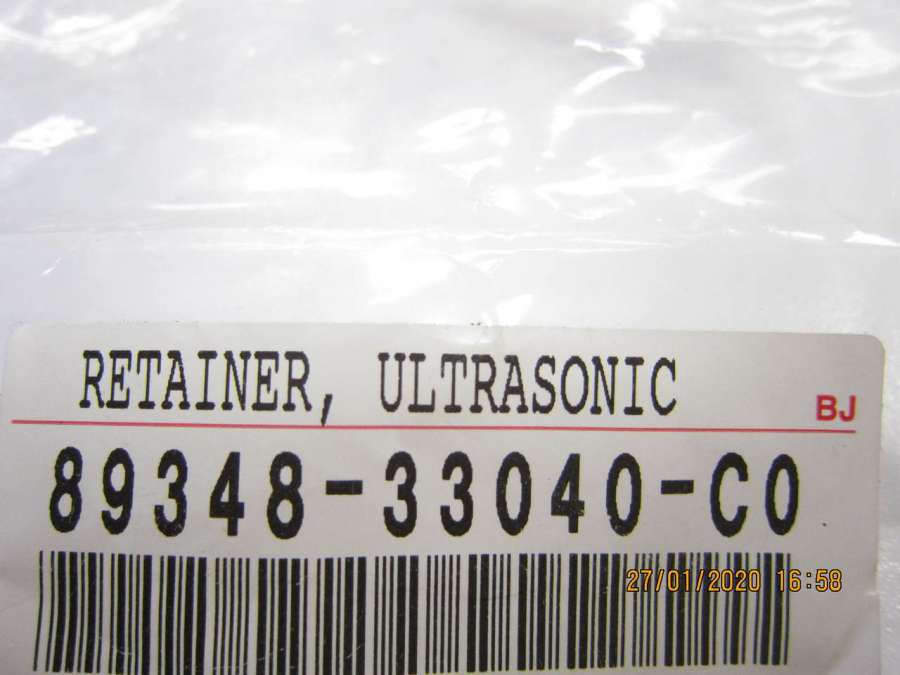 RETAINER, ULTRASONIC
BJ
89348-33040-C0
27/01/2020 16:58